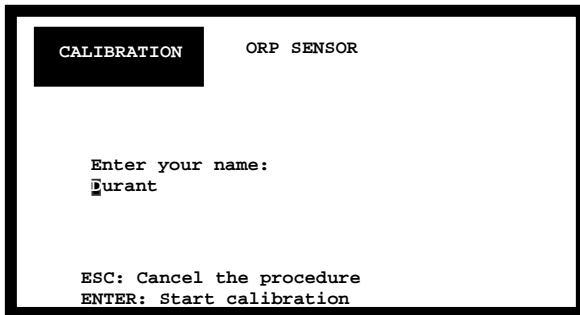 CALIBRATION ORP SENSOR
Enter your name:
Durant
ESC: Cancel the procedure
ENTER: Start calibration